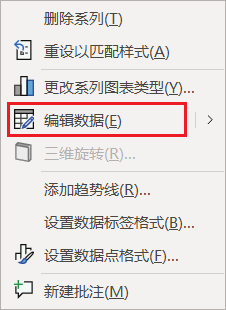 删除系列(D)
重设以匹配样式(A)
更改系列图表类型(Y)...
编辑数据(E)
三维旋转(R)...
添加趋势线(R)...
设置数据标签格式(B)...
设置数据点格式(F)...
新建批注(M)